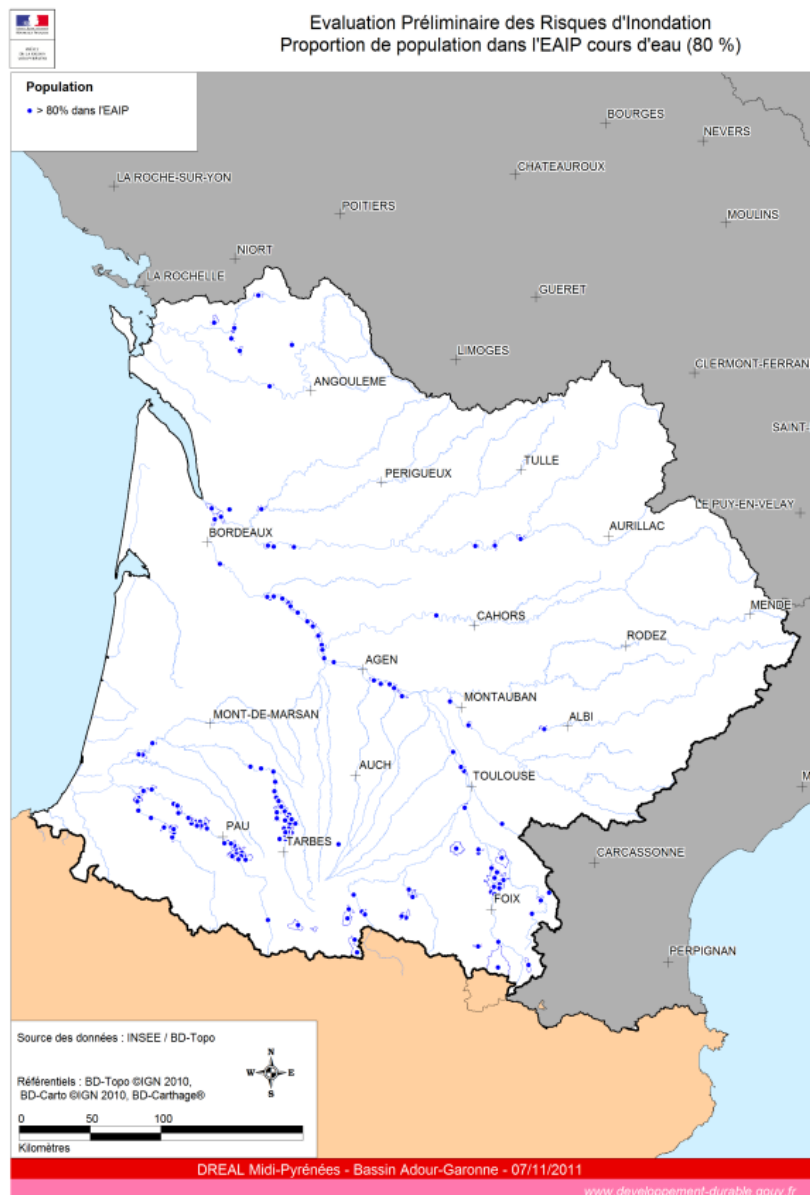 Evaluation Préliminaire des Risques d'Inondation
Proportion de population dans l'EAIP cours d'eau (80 %)
Population
> 80% dans l'EAIP
BOURGES
NEVERS
CHATEAUROUX
LA ROCHE-SUR-YON
POITIERS
MOULINS
NIORT
LA ROCHELLE
GUERET
LIMOGES
CLERMONT-FERRAN
ANGOULEME
SAINT-
TULLE
PERIGUEUX
LE PUY-EN-VELAY
BORDEAUX
AURILLAC
MENDE
CAHORS
RODEZ
AGEN
MONTAUBAN
MONT-DE-MARSAN
ALBI
AUCH
TOULOUSE
M
PAU
TARBES
CARCASSONNE
FOIX
PERPIGNAN
Source des données : INSEE / BD-Topo
N
W E
S
Référentiels : BD-Topo ©IGN 2010,
BD-Carto ©IGN 2010, BD-Carthage®
0 50 100
Kilomètres
DREAL Midi-Pyrénées - Bassin Adour-Garonne - 07/11/2011
www.developpement-durable.gouv.fr